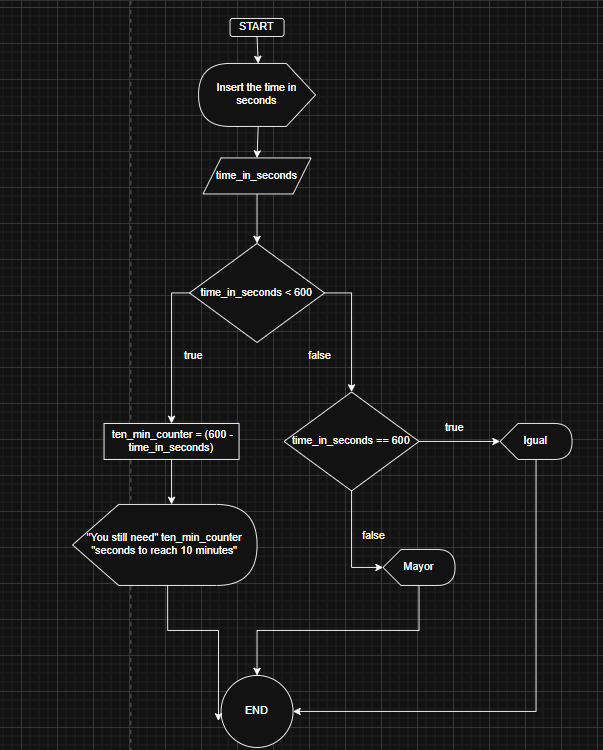 START
Insert the time in
seconds
time_in_seconds
time_in_seconds < 600
true
false
ten_min_counter = (600 -
time_in_seconds)
time_in_seconds == 600
true
Igual
"You still need" ten_min_counter
"seconds to reach 10 minutes"
false
Mayor
END